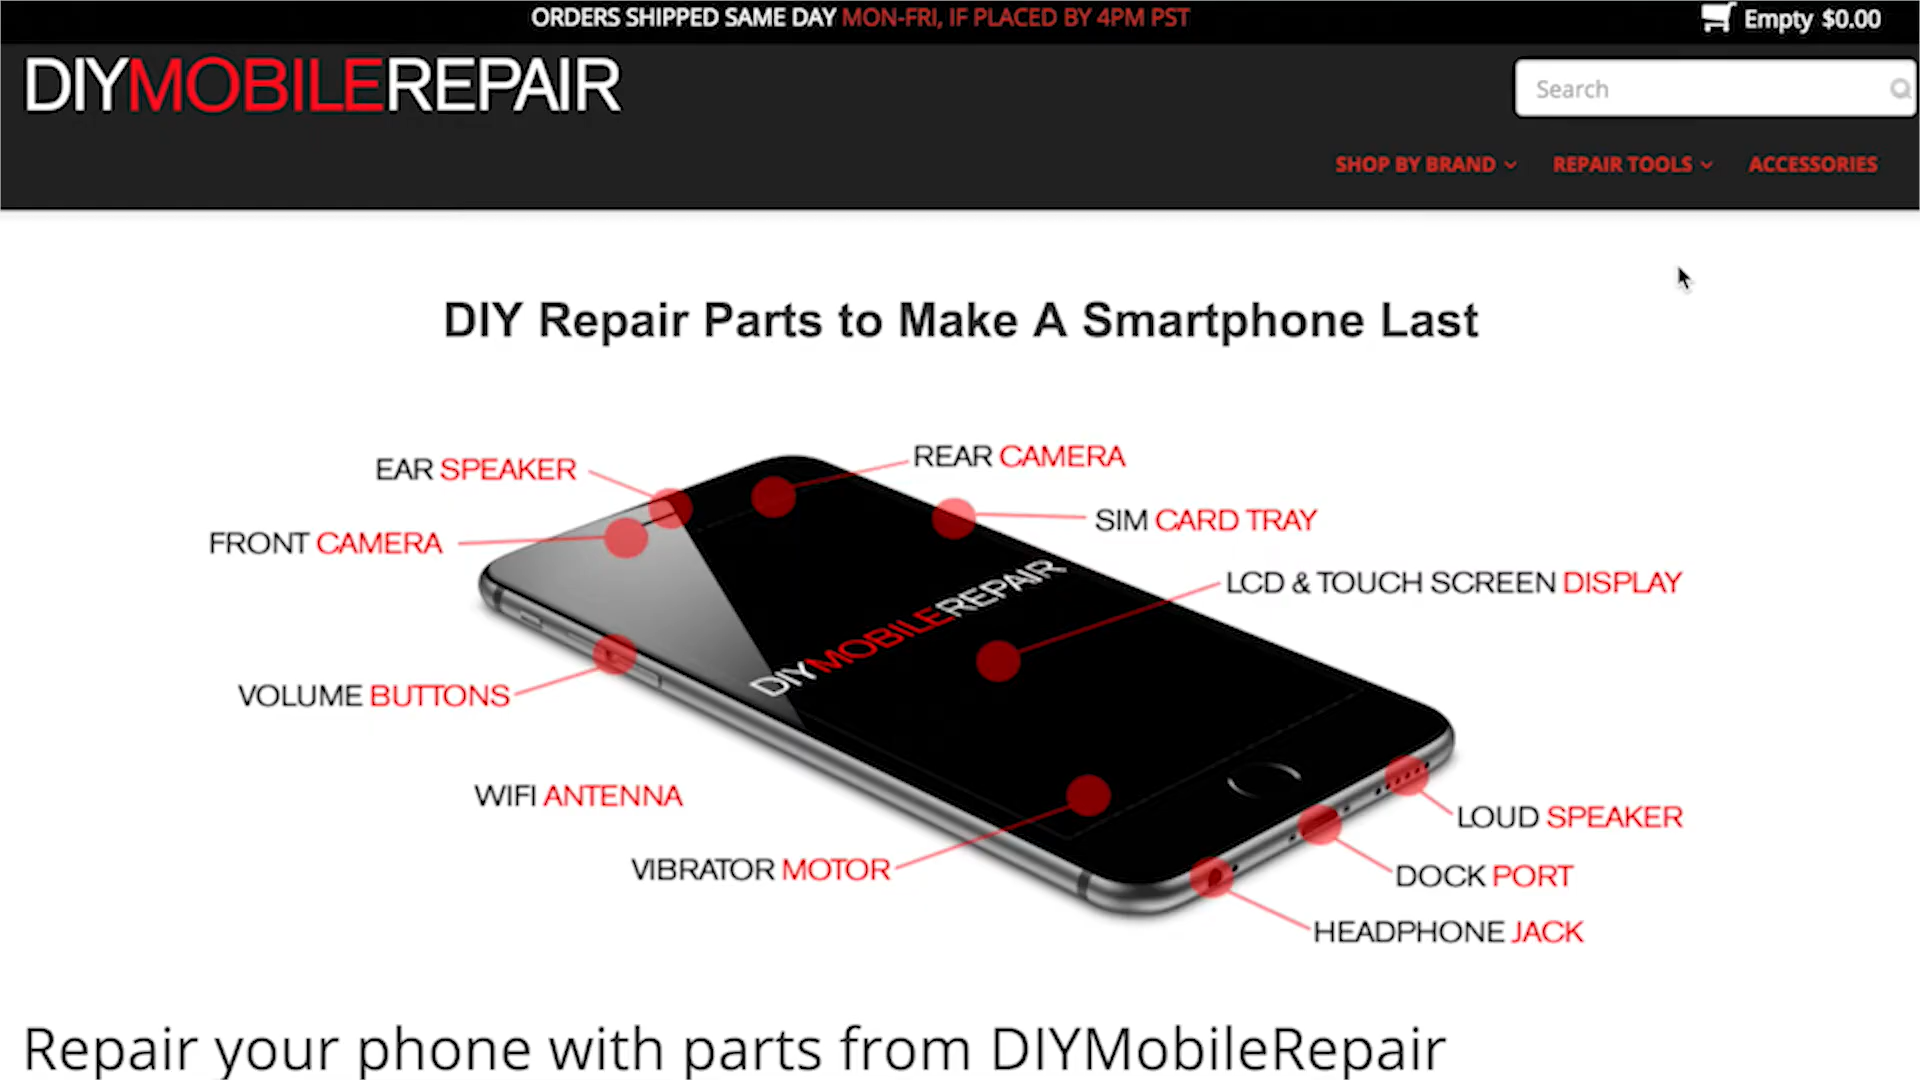 ORDERS SHIPPED SAME DAY MON-FRI, IF PLACED BY 4PM PST
Empty $0.00
DIYMOBILEREPAIR
Search
SHOP BY BRAND
REPAIR TOOLS
ACCESSORIES
DIY Repair Parts to Make A Smartphone Last
EAR SPEAKER
REAR CAMERA
FRONT CAMERA
SIM CARD TRAY
LCD & TOUCH SCREEN DISPLAY
DIYMOBILEREPAIR
VOLUME BUTTONS
WIFI ANTENNA
LOUD SPEAKER
VIBRATOR MOTOR
DOCK PORT
HEADPHONE JACK
Repair your phone with parts from DIYMobileRepair